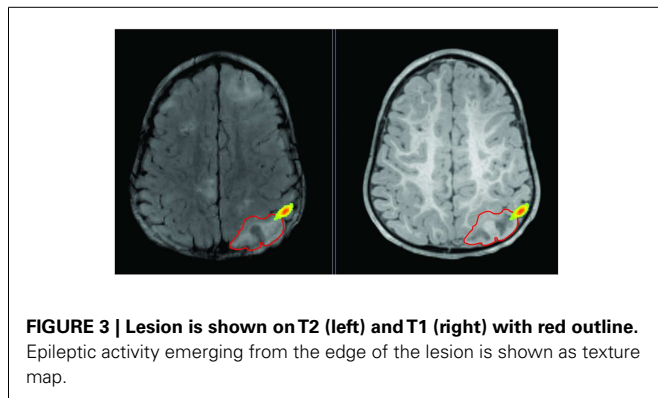 FIGURE 3 | Lesion is shown on T2 (left) and T1 (right) with red outline.
Epileptic activity emerging from the edge of the lesion is shown as texture
map.